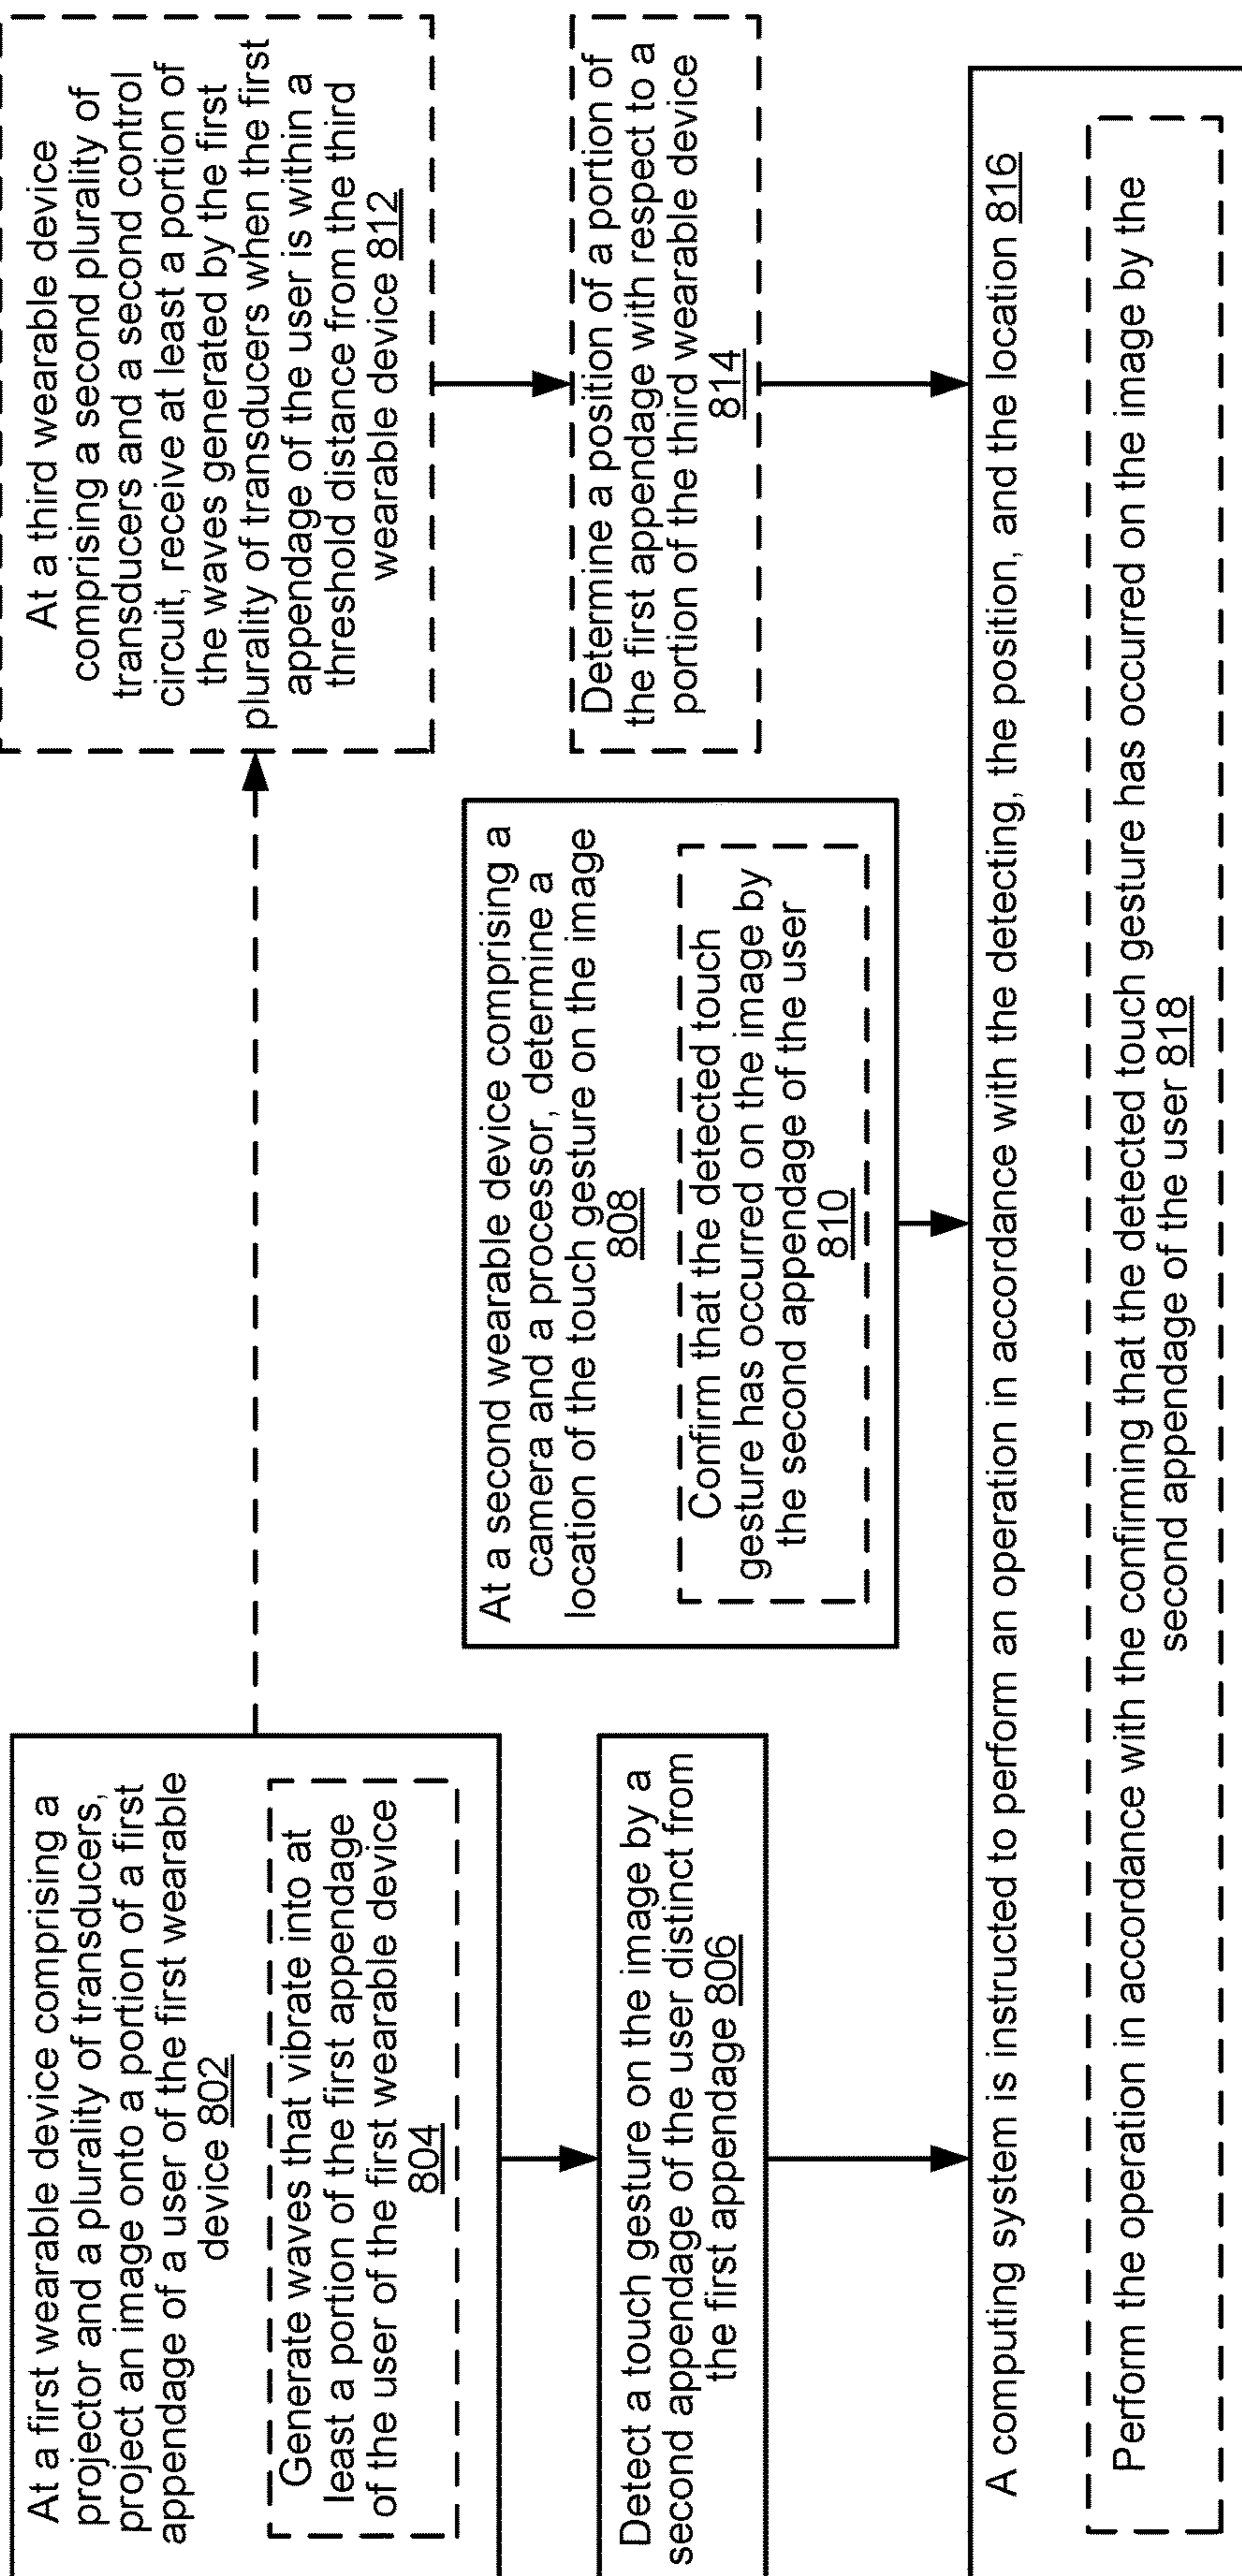 At a first wearable device comprising a
projector and a plurality of transducers,
project an image onto a portion of a first
appendage of a user of the first wearable
device 802
Generate waves that vibrate into at
least a portion of the first appendage
of the user of the first wearable device
804
Detect a touch gesture on the image by a
second appendage of the user distinct from
the first appendage 806
At a second wearable device comprising a
camera and a processor, determine a
location of the touch gesture on the image
808
Confirm that the detected touch
gesture has occurred on the image by
the second appendage of the user
810
At a third wearable device
comprising a second plurality of
transducers and a second control
circuit, receive at least a portion of
the waves generated by the first
plurality of transducers when the first
appendage of the user is within a
threshold distance from the third
wearable device 812
Determine a position of a portion of
the first appendage with respect to a
portion of the third wearable device
814
A computing system is instructed to perform an operation in accordance with the detecting, the position, and the location 816
Perform the operation in accordance with the confirming that the detected touch gesture has occurred on the image by the
second appendage of the user 818